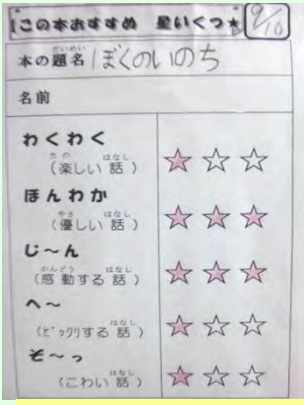 この本おすすめ 星いくつ★ 9/10
本の題名 ぼくのいのち
名前
わくわく
(楽しい話) ★☆☆
ほんわか
(優しい話) ★★★
じ～ん
(感動する話) ★★★
へ～
(ビックリする話) ★☆☆
ぞ～っ
(こわい話) ★☆☆